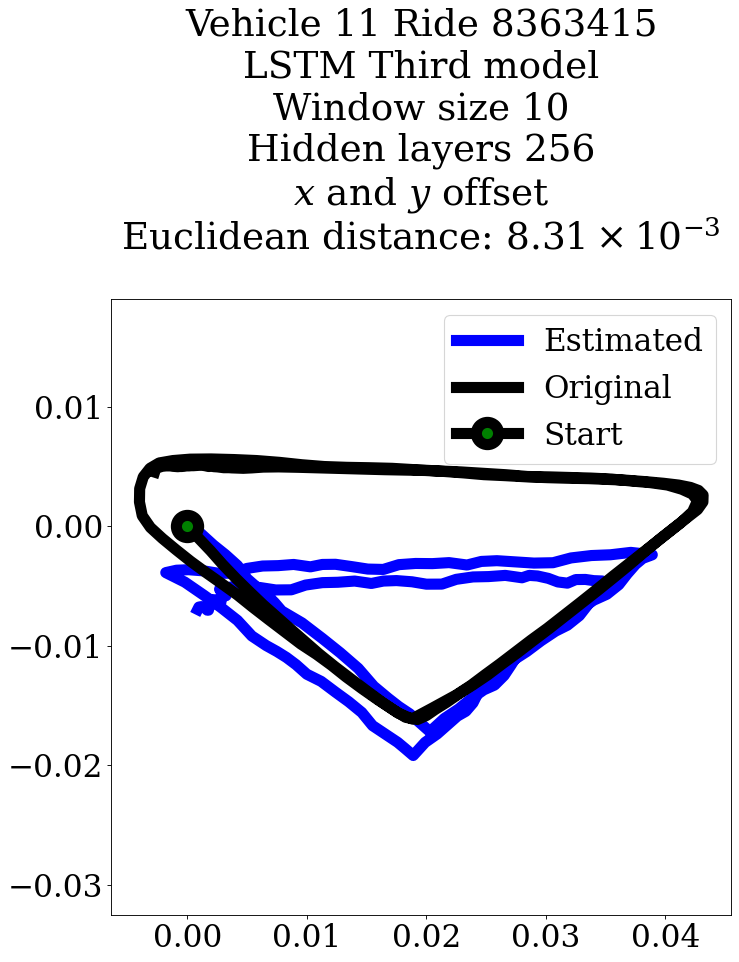 Vehicle 11 Ride 8363415
LSTM Third model
Window size 10
Hidden layers 256
x and y offset
Euclidean distance: 8.31 × 10⁻³
Estimated
Original
Start
0.01
0.00
−0.01
−0.02
−0.03
0.00 0.01 0.02 0.03 0.04